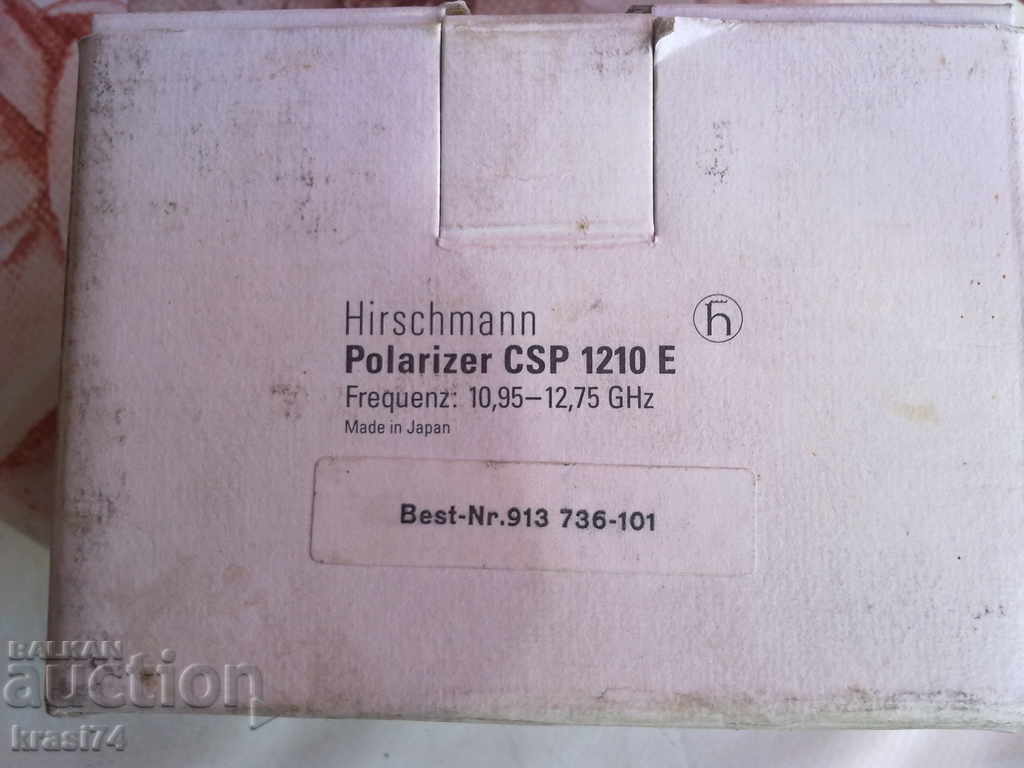 Hirschmann
Polarizer CSP 1210 E
Frequenz: 10,95–12,75 GHz
Made in Japan
h
Best-Nr.913 736-101
BALKAN
auction
krasi74